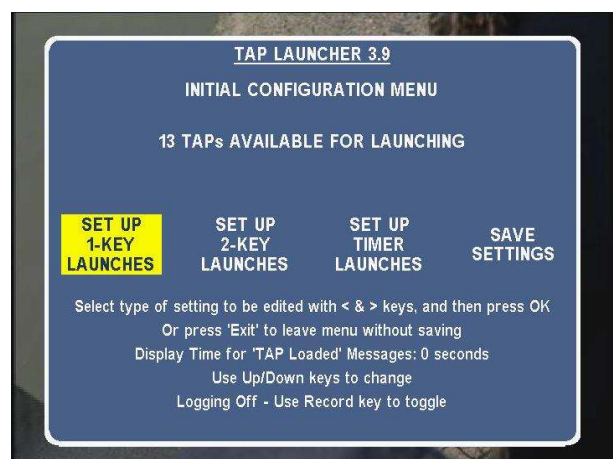 TAP LAUNCHER 3.9
INITIAL CONFIGURATION MENU
13 TAPs AVAILABLE FOR LAUNCHING
SET UP
1-KEY
LAUNCHES
SET UP
2-KEY
LAUNCHES
SET UP
TIMER
LAUNCHES
SAVE
SETTINGS
Select type of setting to be edited with < & > keys, and then press OK
Or press 'Exit' to leave menu without saving
Display Time for 'TAP Loaded' Messages: 0 seconds
Use Up/Down keys to change
Logging Off - Use Record key to toggle